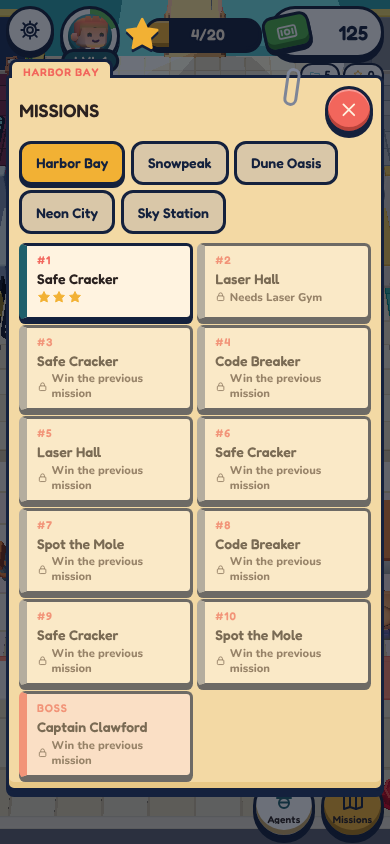 4/20
125
HARBOR BAY
MISSIONS
Harbor Bay
Snowpeak
Dune Oasis
Neon City
Sky Station
#1
Safe Cracker
#2
Laser Hall
Needs Laser Gym
#3
Safe Cracker
Win the previous
mission
#4
Code Breaker
Win the previous
mission
#5
Laser Hall
Win the previous
mission
#6
Safe Cracker
Win the previous
mission
#7
Spot the Mole
Win the previous
mission
#8
Code Breaker
Win the previous
mission
#9
Safe Cracker
Win the previous
mission
#10
Spot the Mole
Win the previous
mission
BOSS
Captain Clawford
Win the previous
mission
Agents
Missions